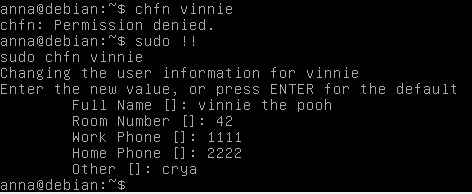 anna@debian:~$ chfn vinnie
chfn: Permission denied.
anna@debian:~$ sudo !!
sudo chfn vinnie
Changing the user information for vinnie
Enter the new value, or press ENTER for the default
        Full Name []: vinnie the pooh
        Room Number []: 42
        Work Phone []: 1111
        Home Phone []: 2222
        Other []: crya
anna@debian:~$